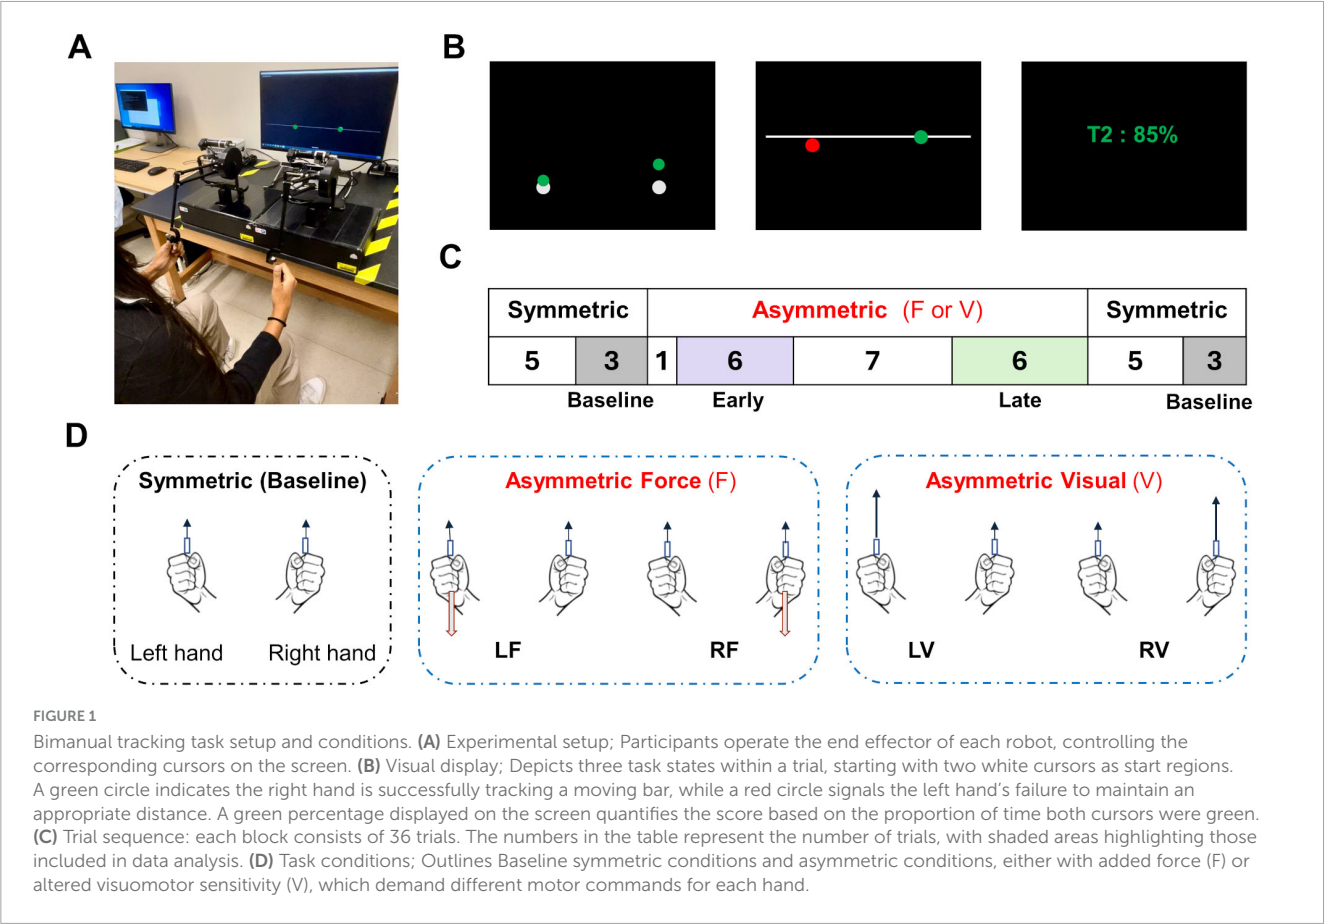 A
B
T2 : 85%
C
Symmetric Asymmetric (F or V) Symmetric
5 3 1 6 7 6 5 3
Baseline Early Late Baseline
D
Symmetric (Baseline)
Left hand Right hand
Asymmetric Force (F)
LF RF
Asymmetric Visual (V)
LV RV
FIGURE 1
Bimanual tracking task setup and conditions. (A) Experimental setup; Participants operate the end effector of each robot, controlling the
corresponding cursors on the screen. (B) Visual display; Depicts three task states within a trial, starting with two white cursors as start regions.
A green circle indicates the right hand is successfully tracking a moving bar, while a red circle signals the left hand’s failure to maintain an
appropriate distance. A green percentage displayed on the screen quantifies the score based on the proportion of time both cursors were green.
(C) Trial sequence: each block consists of 36 trials. The numbers in the table represent the number of trials, with shaded areas highlighting those
included in data analysis. (D) Task conditions; Outlines Baseline symmetric conditions and asymmetric conditions, either with added force (F) or
altered visuomotor sensitivity (V), which demand different motor commands for each hand.